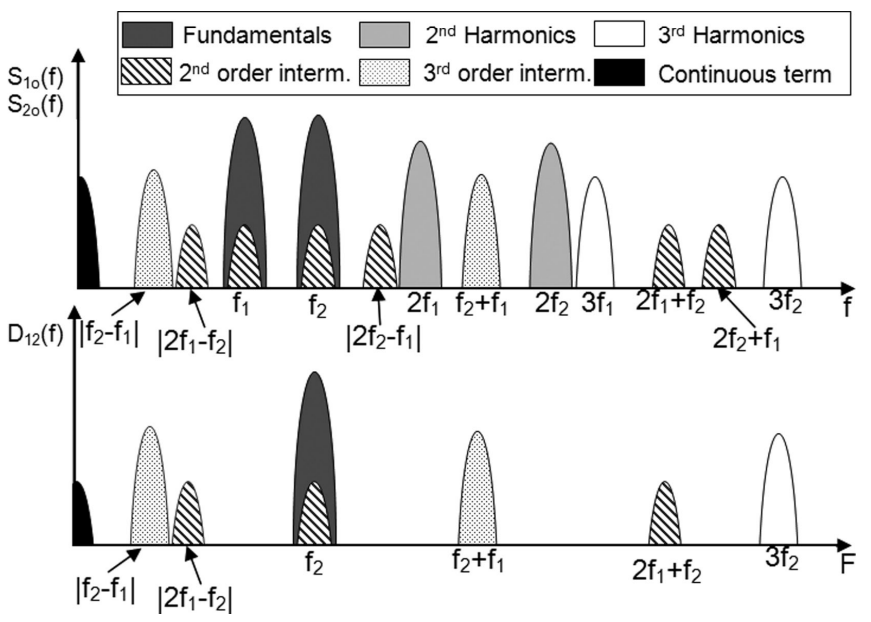 Fundamentals 2nd Harmonics 3rd Harmonics
2nd order interm. 3rd order interm. Continuous term
S1o(f)
S2o(f)
f1 f2 2f1 f2+f1 2f2 3f1 2f1+f2 3f2 f
|f2-f1| |2f1-f2| |2f2-f1| 2f2+f1
D12(f)
f2 f2+f1 2f1+f2 3f2 F
|f2-f1| |2f1-f2|